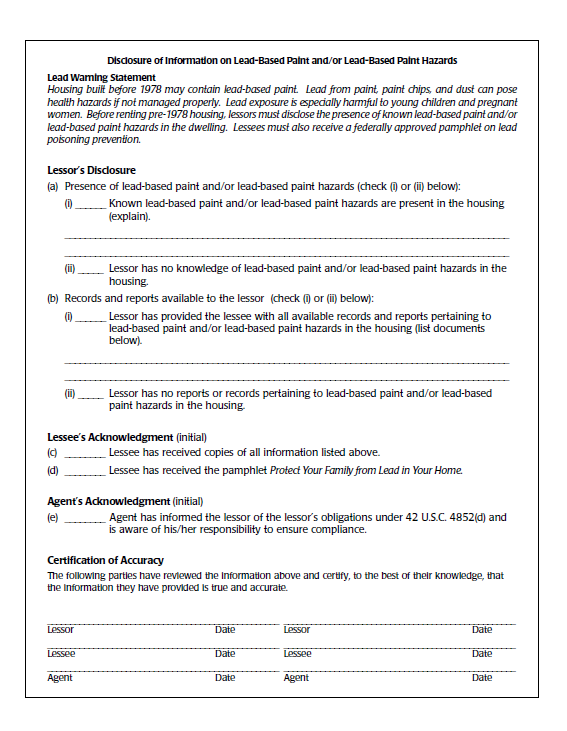 Disclosure of Information on Lead-Based Paint and/or Lead-Based Paint Hazards
Lead Warning Statement
Housing built before 1978 may contain lead-based paint. Lead from paint, paint chips, and dust can pose
health hazards if not managed properly. Lead exposure is especially harmful to young children and pregnant
women. Before renting pre-1978 housing, lessors must disclose the presence of known lead-based paint and/or
lead-based paint hazards in the dwelling. Lessees must also receive a federally approved pamphlet on lead
poisoning prevention.
Lessor's Disclosure
(a) Presence of lead-based paint and/or lead-based paint hazards (check (i) or (ii) below):
(i) ______ Known lead-based paint and/or lead-based paint hazards are present in the housing
(explain).
(ii) _____ Lessor has no knowledge of lead-based paint and/or lead-based paint hazards in the
housing.
(b) Records and reports available to the lessor (check (i) or (ii) below):
(i) ______ Lessor has provided the lessee with all available records and reports pertaining to
lead-based paint and/or lead-based paint hazards in the housing (list documents
below).
(ii) _____ Lessor has no reports or records pertaining to lead-based paint and/or lead-based
paint hazards in the housing.
Lessee's Acknowledgment (initial)
(c) ________ Lessee has received copies of all information listed above.
(d) ________ Lessee has received the pamphlet Protect Your Family from Lead in Your Home.
Agent's Acknowledgment (initial)
(e) ________ Agent has informed the lessor of the lessor's obligations under 42 U.S.C. 4852(d) and
is aware of his/her responsibility to ensure compliance.
Certification of Accuracy
The following parties have reviewed the information above and certify, to the best of their knowledge, that
the information they have provided is true and accurate.
Lessor Date Lessor Date
Lessee Date Lessee Date
Agent Date Agent Date